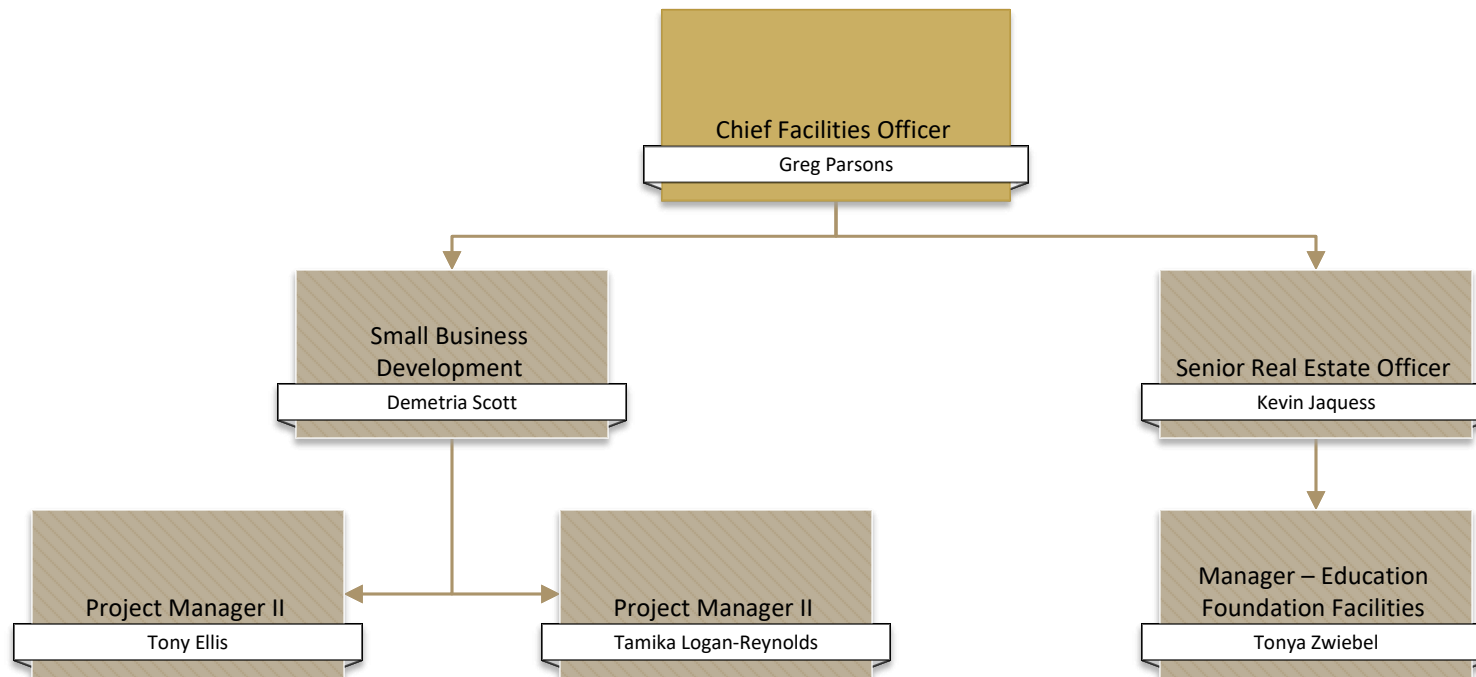 Chief Facilities Officer
Greg Parsons
Small Business
Development
Demetria Scott
Senior Real Estate Officer
Kevin Jaquess
Project Manager II
Tony Ellis
Project Manager II
Tamika Logan-Reynolds
Manager – Education
Foundation Facilities
Tonya Zwiebel